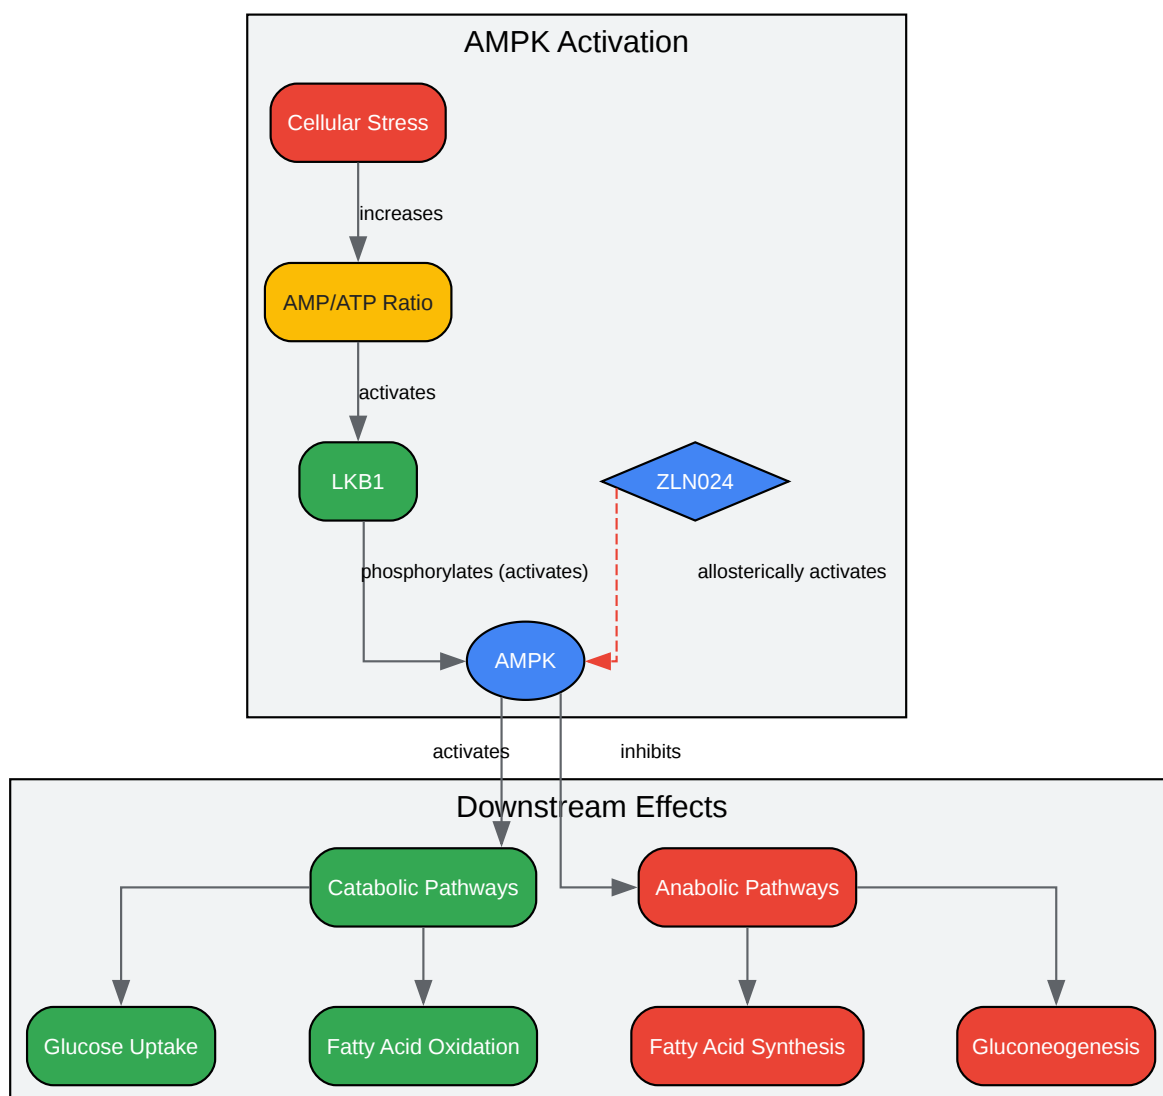 AMPK Activation
Cellular Stress
increases
AMP/ATP Ratio
activates
LKB1
ZLN024
phosphorylates (activates)
allosterically activates
AMPK
activates
inhibits
Downstream Effects
Catabolic Pathways
Anabolic Pathways
Glucose Uptake
Fatty Acid Oxidation
Fatty Acid Synthesis
Gluconeogenesis